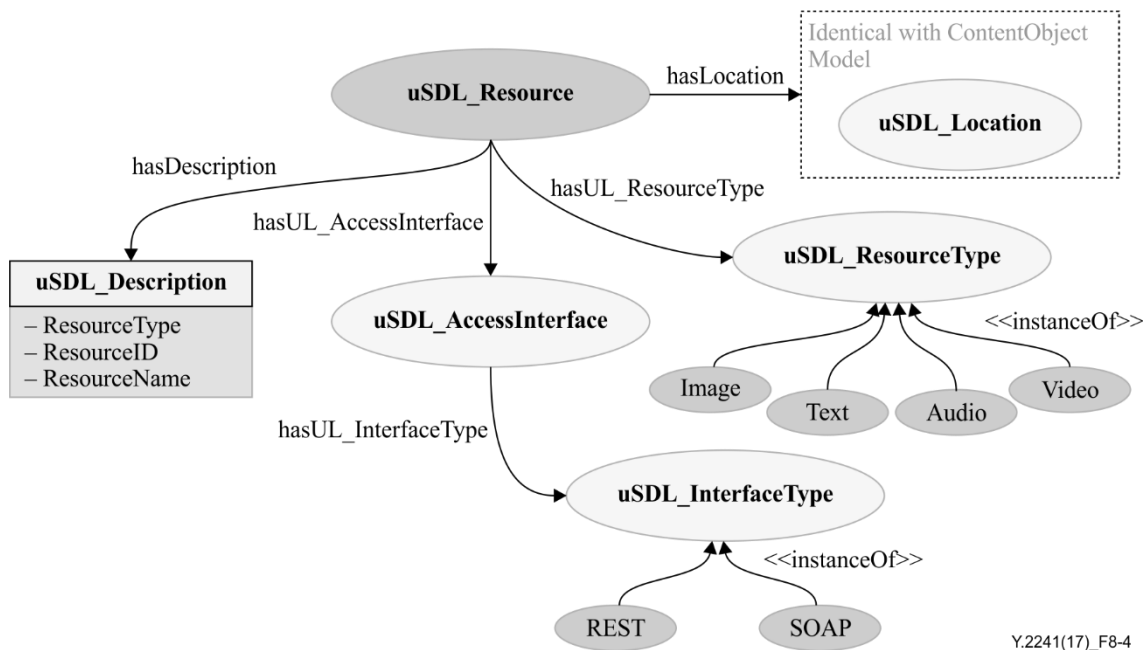 Identical with ContentObject
Model
uSDL_Resource
hasLocation
uSDL_Location
hasDescription
hasUL_ResourceType
hasUL_AccessInterface
uSDL_Description
– ResourceType
– ResourceID
– ResourceName
uSDL_AccessInterface
uSDL_ResourceType
<<instanceOf>>
Image
Text
Audio
Video
hasUL_InterfaceType
uSDL_InterfaceType
<<instanceOf>>
REST
SOAP
Y.2241(17)_F8-4